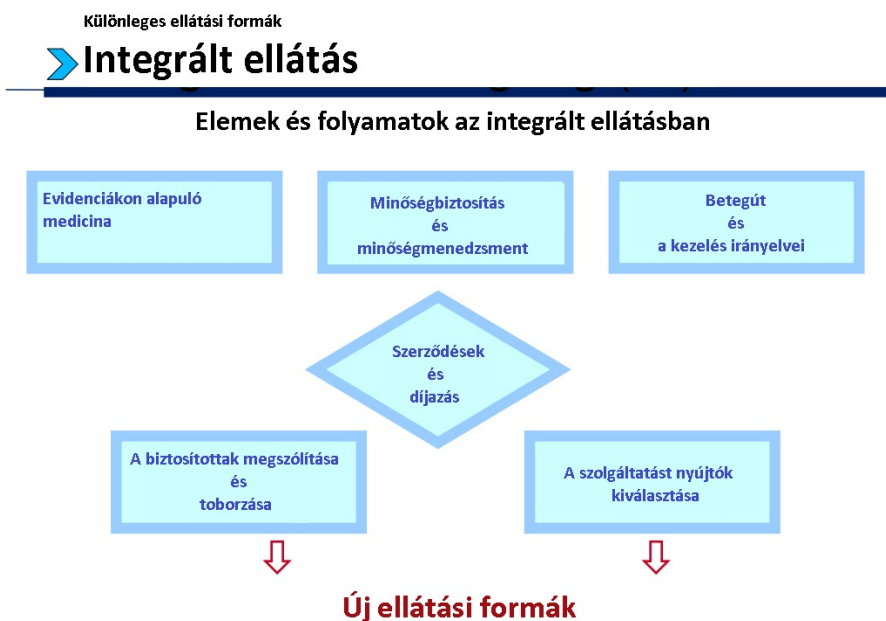 Különleges ellátási formák
Integrált ellátás
Elemek és folyamatok az integrált ellátásban
Evidenciákon alapuló
medicina
Minőségbiztosítás
és
minőségmenedzsment
Betegút
és
a kezelés irányelvei
Szerződések
és
díjazás
A biztosítottak megszólítása
és
toborzása
A szolgáltatást nyújtók
kiválasztása
Új ellátási formák